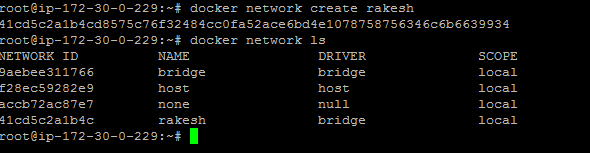 root@ip-172-30-0-229:~# docker network create rakesh
41cd5c2a1b4cd8575c76f32484cc0fa52ace6bd4e1078758756346c6b6639934
root@ip-172-30-0-229:~# docker network ls
NETWORK ID NAME DRIVER SCOPE
9aebee311766 bridge bridge local
f28ec59282e9 host host local
accb72ac87e7 none null local
41cd5c2a1b4c rakesh bridge local
root@ip-172-30-0-229:~#